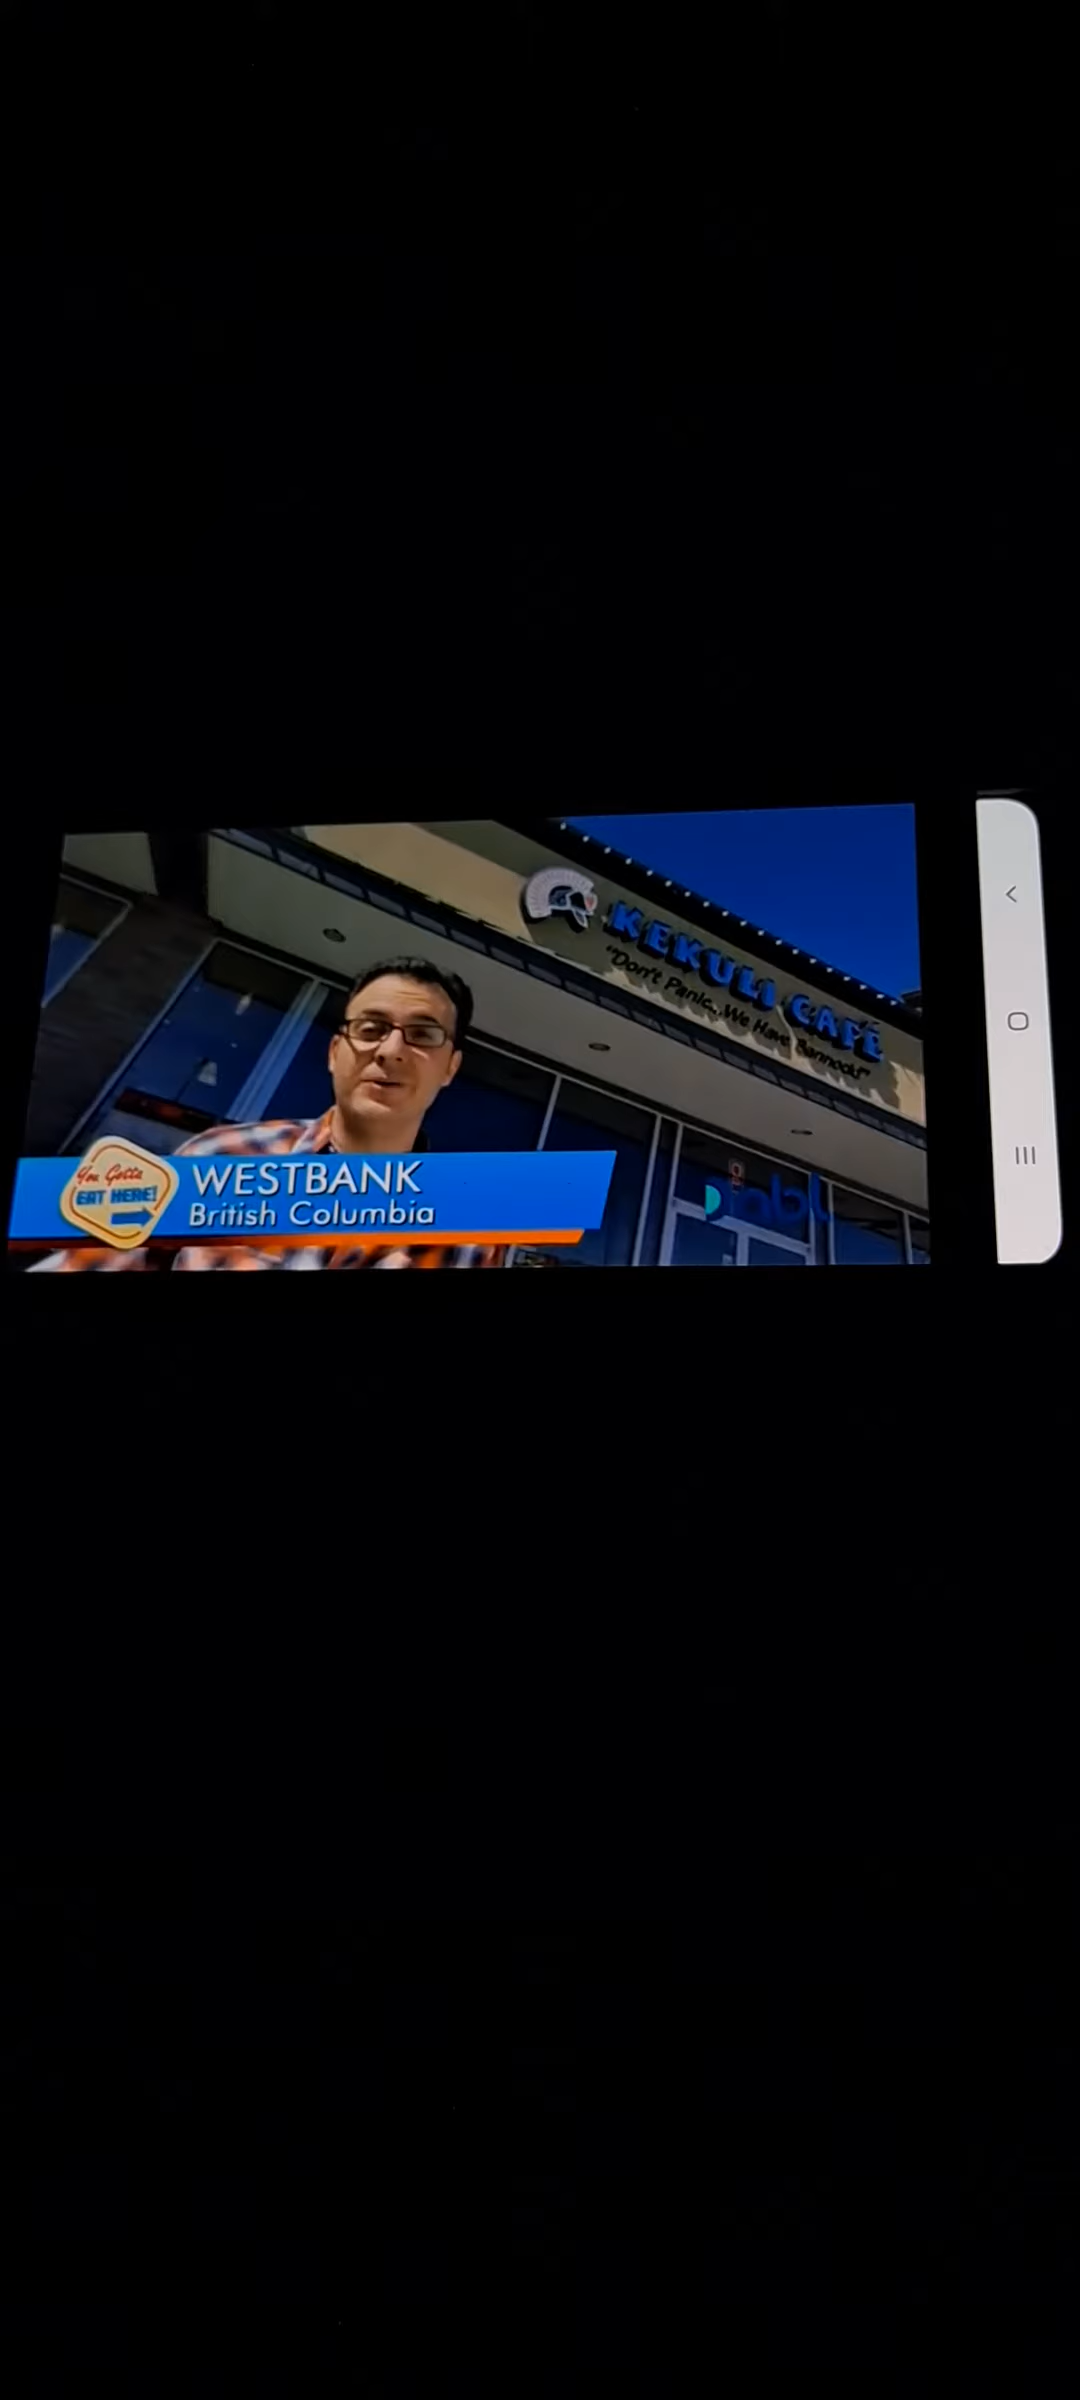 KEKULI CAFÉ
"Don't Panic...We Have Bannock!"
You Gotta
EAT HERE!
WESTBANK
British Columbia